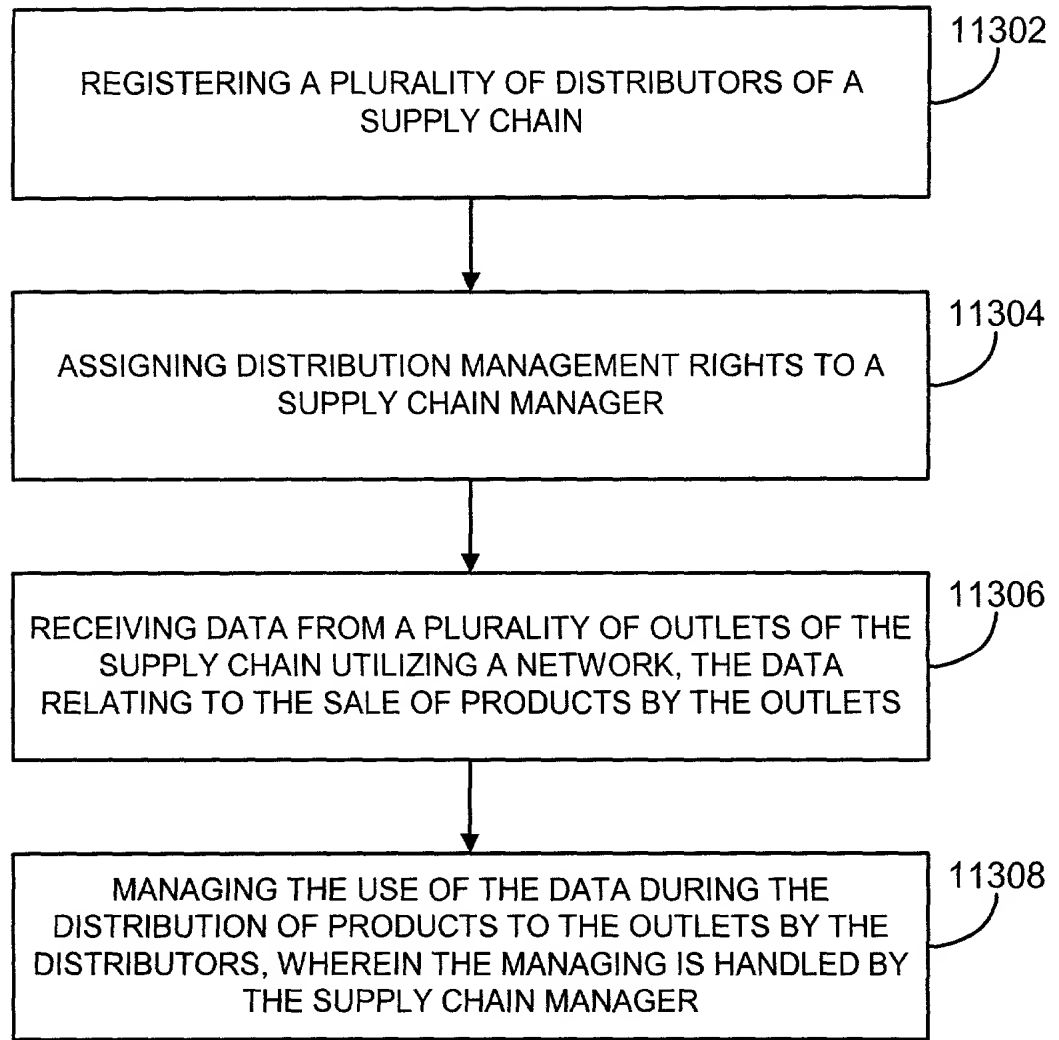 11302
REGISTERING A PLURALITY OF DISTRIBUTORS OF A
SUPPLY CHAIN
11304
ASSIGNING DISTRIBUTION MANAGEMENT RIGHTS TO A
SUPPLY CHAIN MANAGER
11306
RECEIVING DATA FROM A PLURALITY OF OUTLETS OF THE
SUPPLY CHAIN UTILIZING A NETWORK, THE DATA
RELATING TO THE SALE OF PRODUCTS BY THE OUTLETS
11308
MANAGING THE USE OF THE DATA DURING THE
DISTRIBUTION OF PRODUCTS TO THE OUTLETS BY THE
DISTRIBUTORS, WHEREIN THE MANAGING IS HANDLED BY
THE SUPPLY CHAIN MANAGER